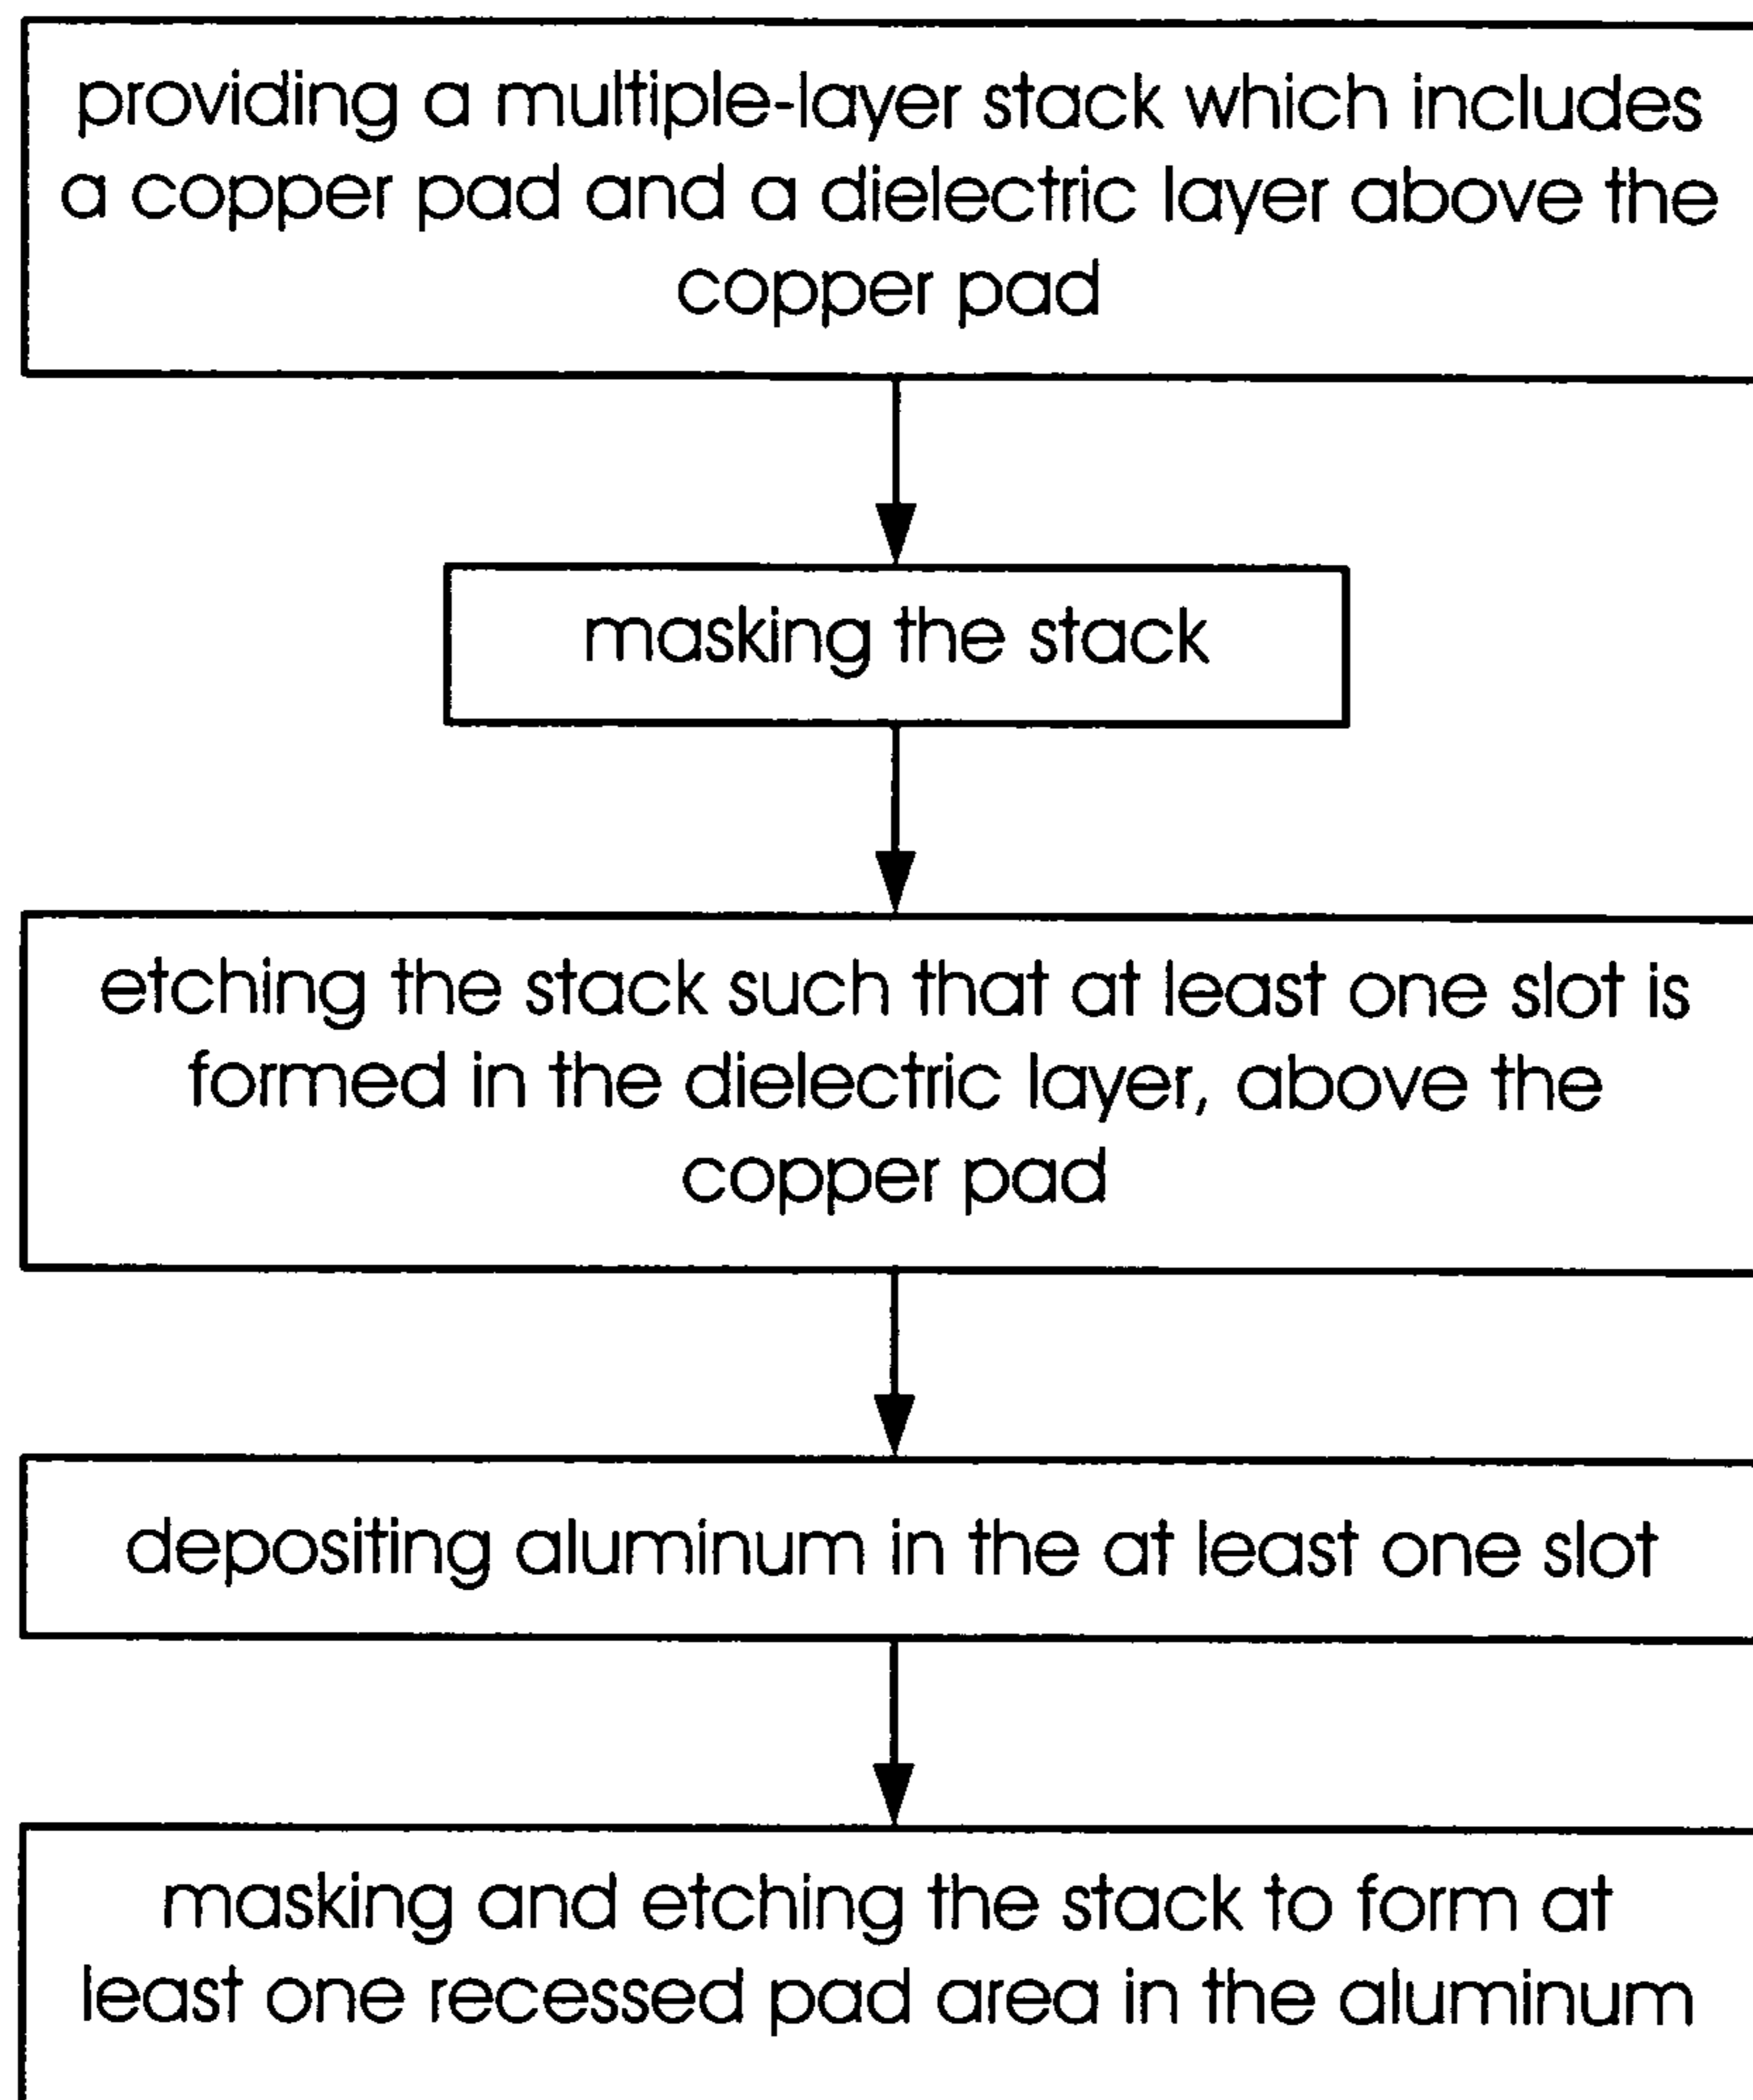 providing a multiple-layer stack which includes
a copper pad and a dielectric layer above the
copper pad
masking the stack
etching the stack such that at least one slot is
formed in the dielectric layer, above the
copper pad
depositing aluminum in the at least one slot
masking and etching the stack to form at
least one recessed pad area in the aluminum